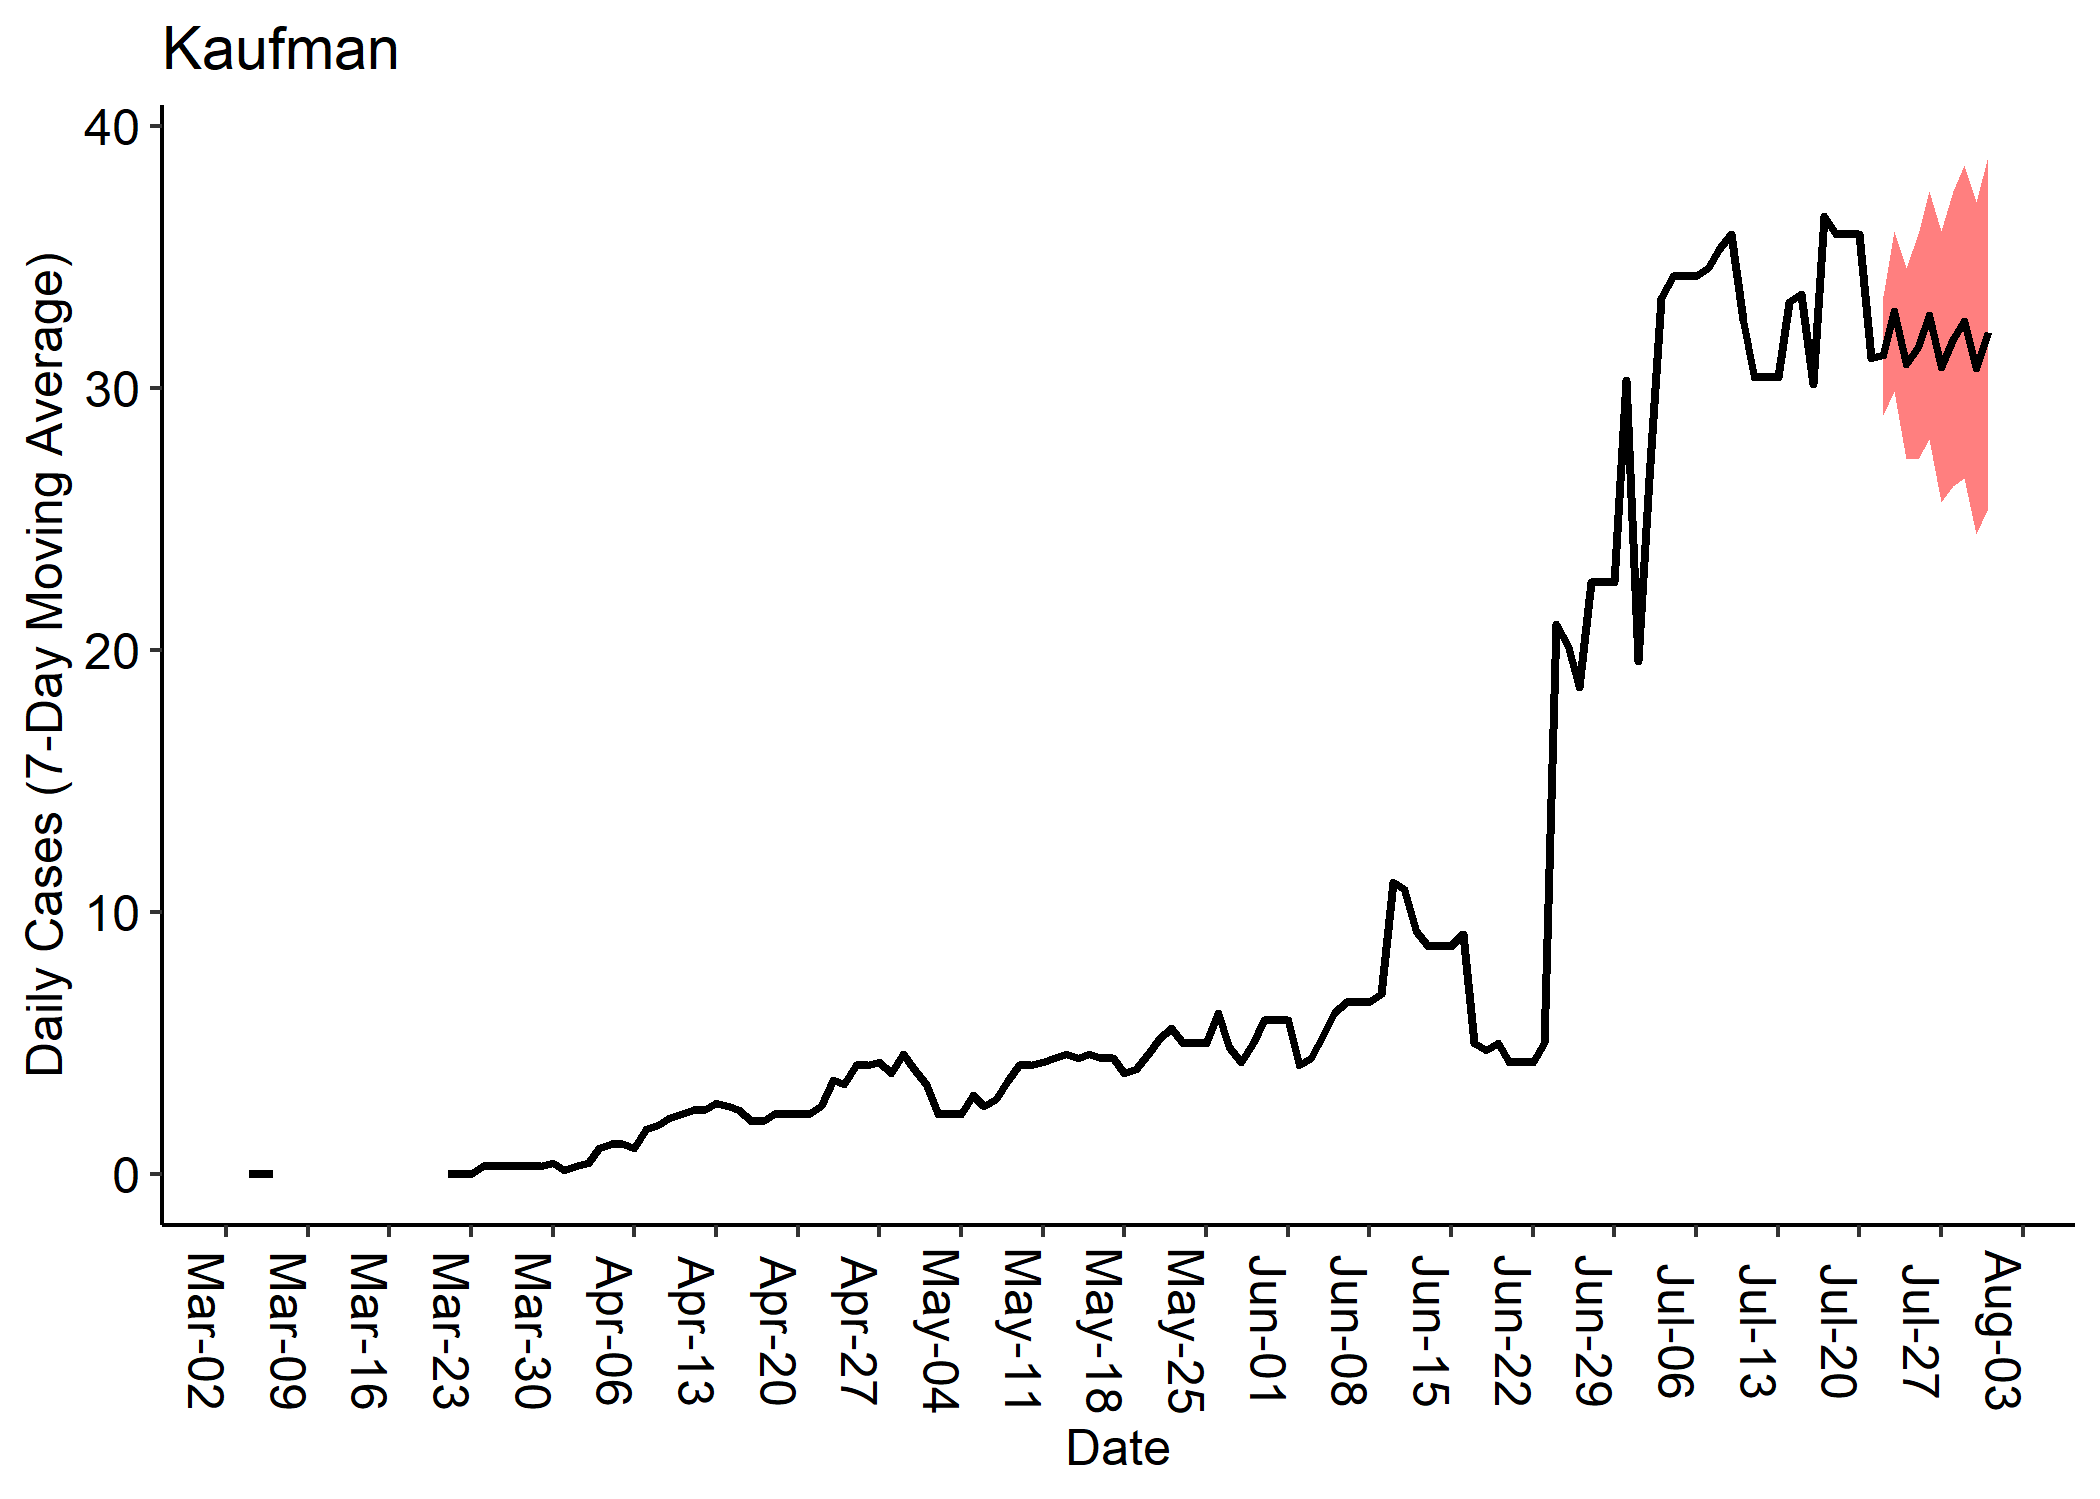 Kaufman
Daily Cases (7-Day Moving Average)
40
30
20
10
0
Mar-02
Mar-09
Mar-16
Mar-23
Mar-30
Apr-06
Apr-13
Apr-20
Apr-27
May-04
May-11
May-18
May-25
Jun-01
Jun-08
Jun-15
Jun-22
Jun-29
Jul-06
Jul-13
Jul-20
Jul-27
Aug-03
Date